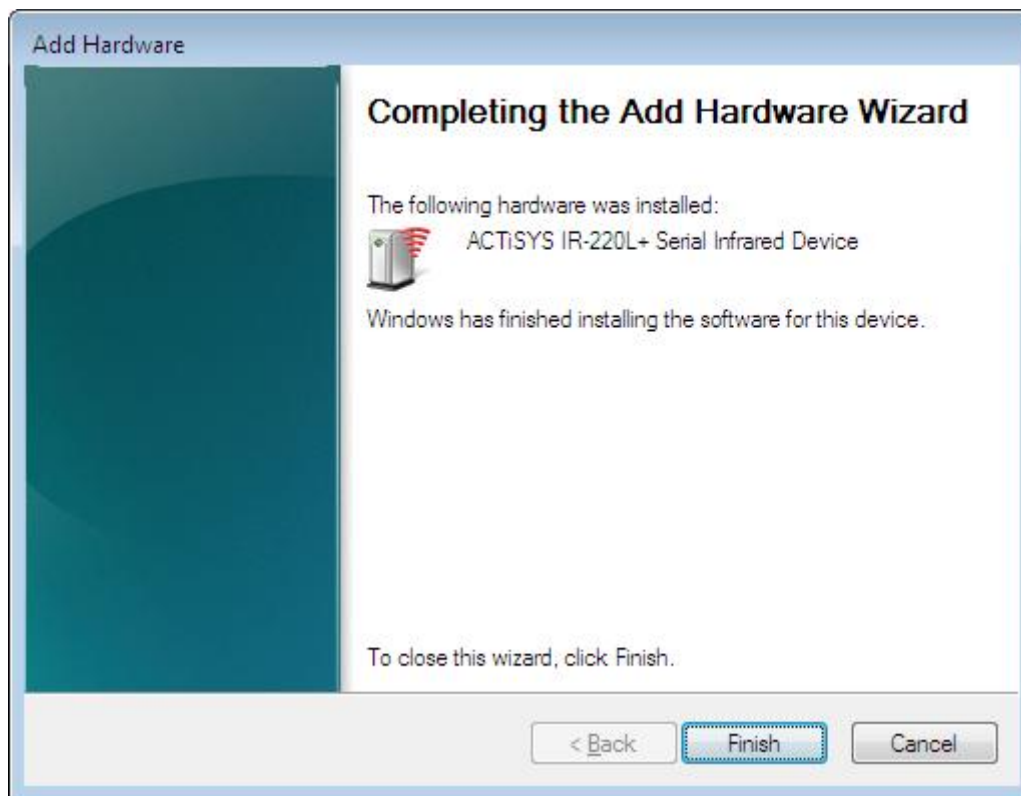 Add Hardware
Completing the Add Hardware Wizard
The following hardware was installed:
ACTiSYS IR-220L+ Serial Infrared Device
Windows has finished installing the software for this device.
To close this wizard, click Finish.
< Back
Finish
Cancel